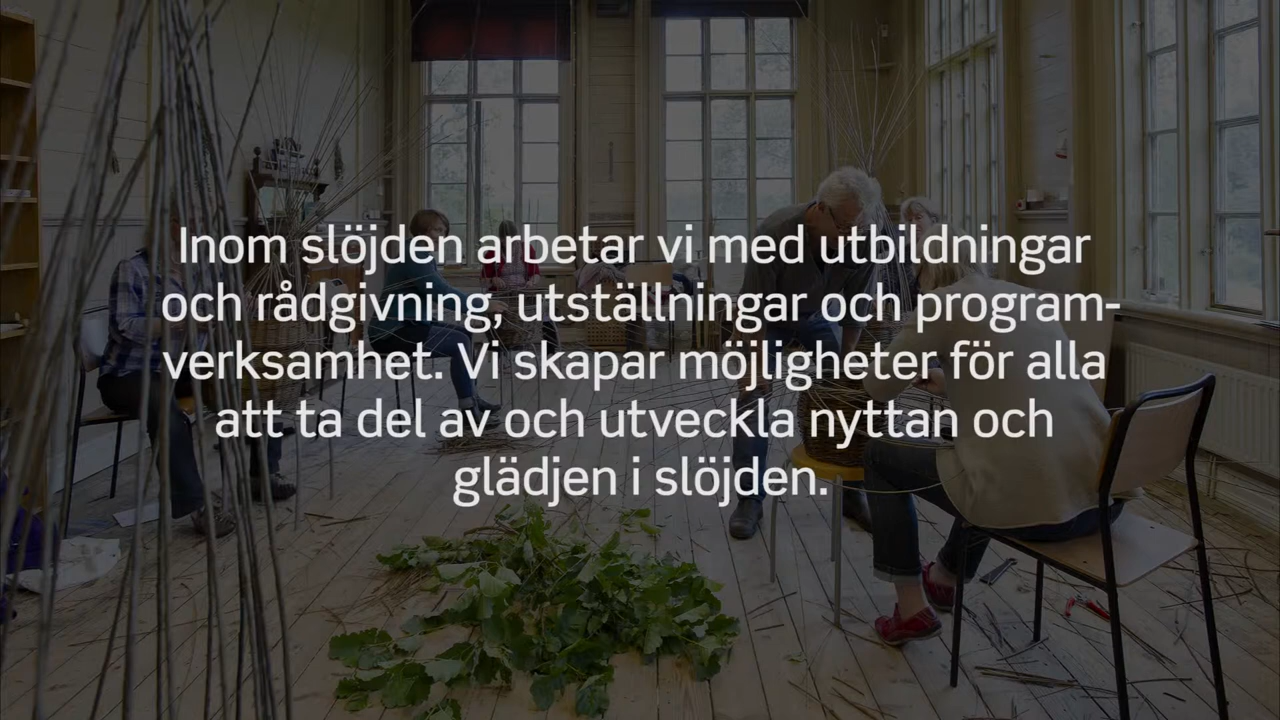 Inom slöjden arbetar vi med utbildningar
och rådgivning, utställningar och program-
verksamhet. Vi skapar möjligheter för alla
att ta del av och utveckla nyttan och
glädjen i slöjden.